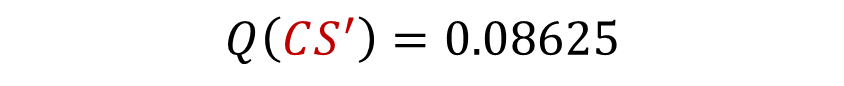 Q(CS′) = 0.08625